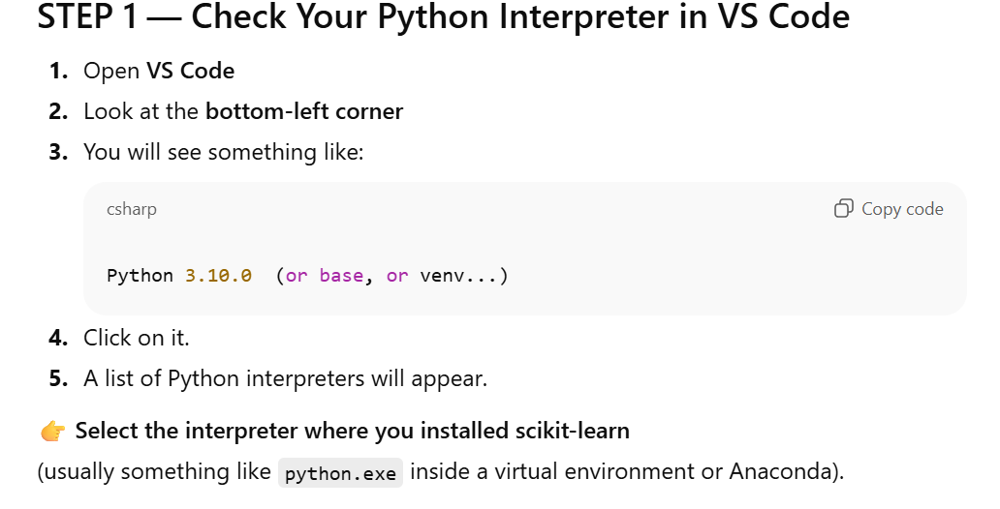 STEP 1 — Check Your Python Interpreter in VS Code
1. Open VS Code
2. Look at the bottom-left corner
3. You will see something like:
csharp
Copy code
Python 3.10.0  (or base, or venv...)
4. Click on it.
5. A list of Python interpreters will appear.
👉 Select the interpreter where you installed scikit-learn
(usually something like python.exe inside a virtual environment or Anaconda).